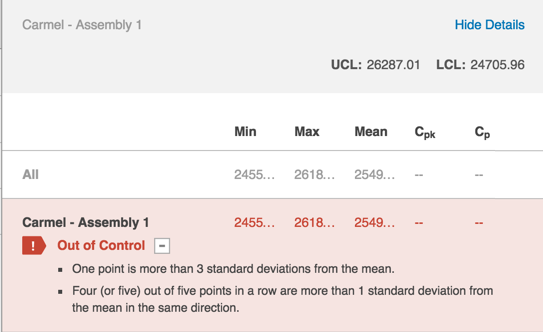 Carmel - Assembly 1 Hide Details
UCL: 26287.01 LCL: 24705.96
Min Max Mean Cpk Cp
All 2455... 2618... 2549... -- --
Carmel - Assembly 1 2455... 2618... 2549... -- --
! Out of Control -
▪ One point is more than 3 standard deviations from the mean.
▪ Four (or five) out of five points in a row are more than 1 standard deviation from
the mean in the same direction.